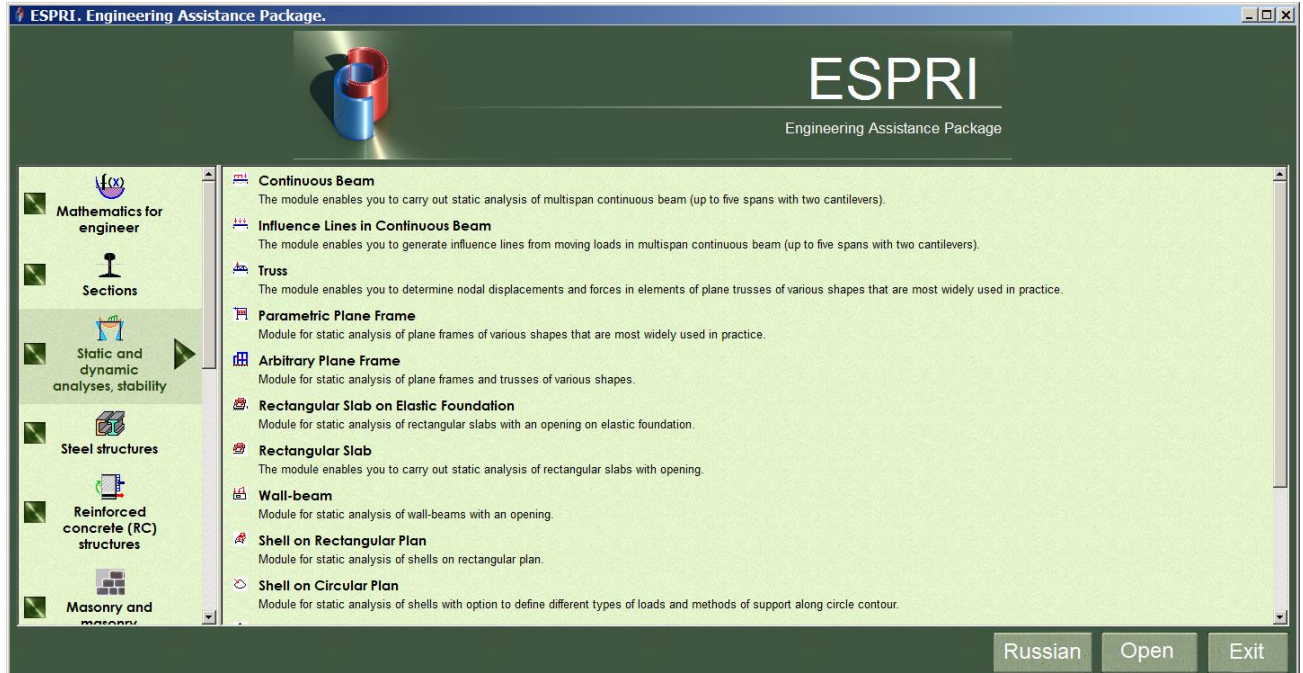 ESPRI. Engineering Assistance Package.
ESPRI
Engineering Assistance Package
f(x)
Mathematics for
engineer
Sections
Static and
dynamic
analyses, stability
Steel structures
Reinforced
concrete (RC)
structures
Masonry and
masonry
Continuous Beam
The module enables you to carry out static analysis of multispan continuous beam (up to five spans with two cantilevers).
Influence Lines in Continuous Beam
The module enables you to generate influence lines from moving loads in multispan continuous beam (up to five spans with two cantilevers).
Truss
The module enables you to determine nodal displacements and forces in elements of plane trusses of various shapes that are most widely used in practice.
Parametric Plane Frame
Module for static analysis of plane frames of various shapes that are most widely used in practice.
Arbitrary Plane Frame
Module for static analysis of plane frames and trusses of various shapes.
Rectangular Slab on Elastic Foundation
Module for static analysis of rectangular slabs with an opening on elastic foundation.
Rectangular Slab
The module enables you to carry out static analysis of rectangular slabs with opening.
Wall-beam
Module for static analysis of wall-beams with an opening.
Shell on Rectangular Plan
Module for static analysis of shells on rectangular plan.
Shell on Circular Plan
Module for static analysis of shells with option to define different types of loads and methods of support along circle contour.
Russian
Open
Exit